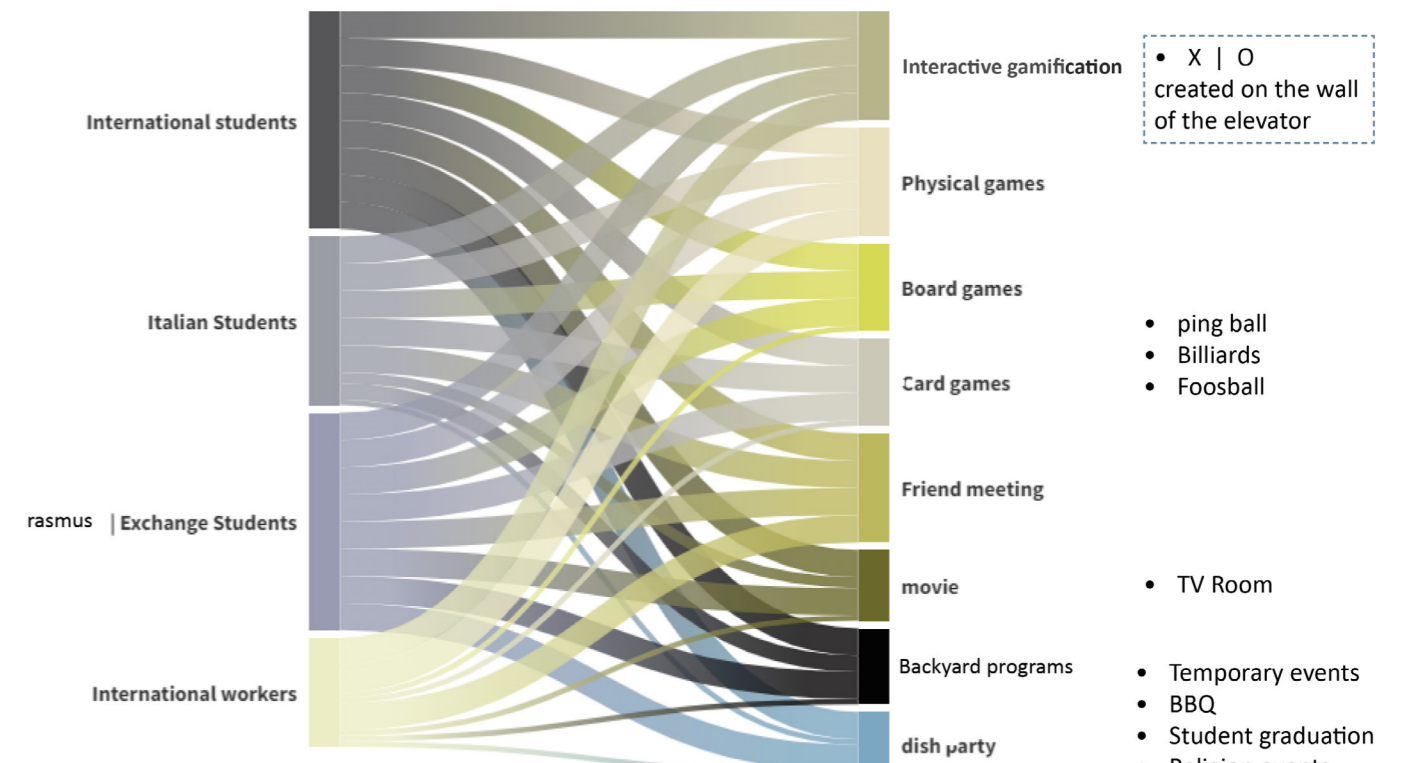 International students
Italian Students
rasmus | Exchange Students
International workers
Interactive gamification
Physical games
Board games
Card games
Friend meeting
movie
Backyard programs
dish party
• X | O
created on the wall
of the elevator
• ping ball
• Billiards
• Foosball
• TV Room
• Temporary events
• BBQ
• Student graduation